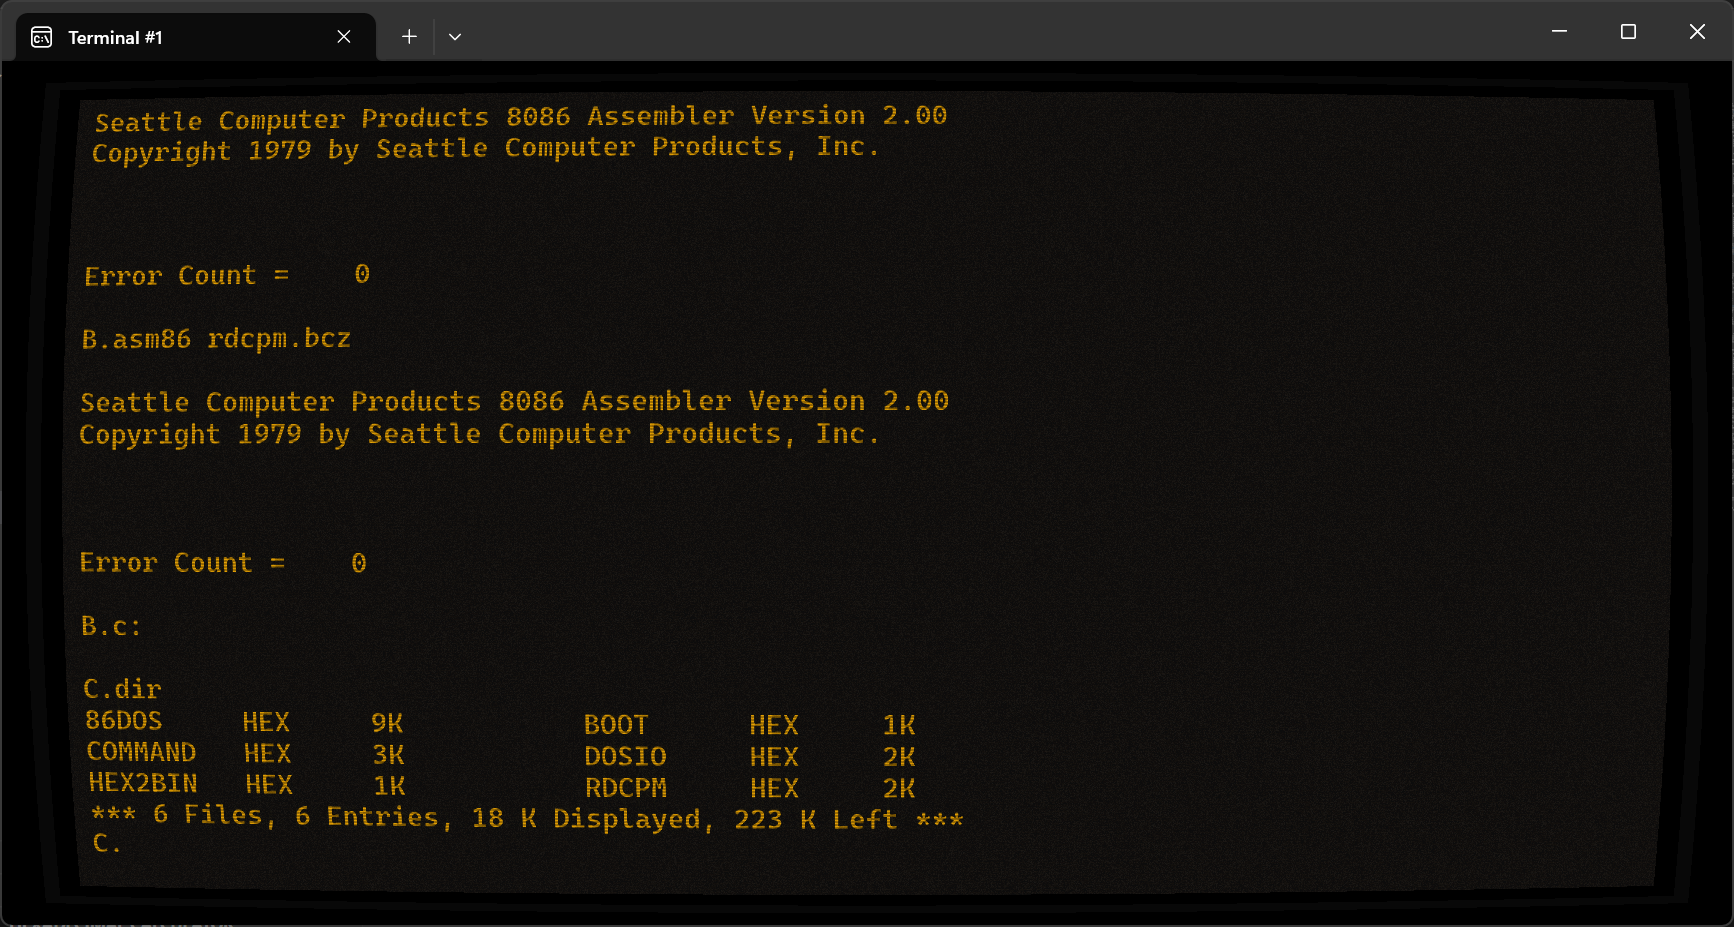 Terminal #1
Seattle Computer Products 8086 Assembler Version 2.00
Copyright 1979 by Seattle Computer Products, Inc.
Error Count =    0
B.asm86 rdcpm.bcz
Seattle Computer Products 8086 Assembler Version 2.00
Copyright 1979 by Seattle Computer Products, Inc.
Error Count =    0
B.c:
C.dir
86DOS     HEX     9K           BOOT      HEX     1K
COMMAND   HEX     3K           DOSIO     HEX     2K
HEX2BIN   HEX     1K           RDCPM     HEX     2K
*** 6 Files, 6 Entries, 18 K Displayed, 223 K Left ***
C.